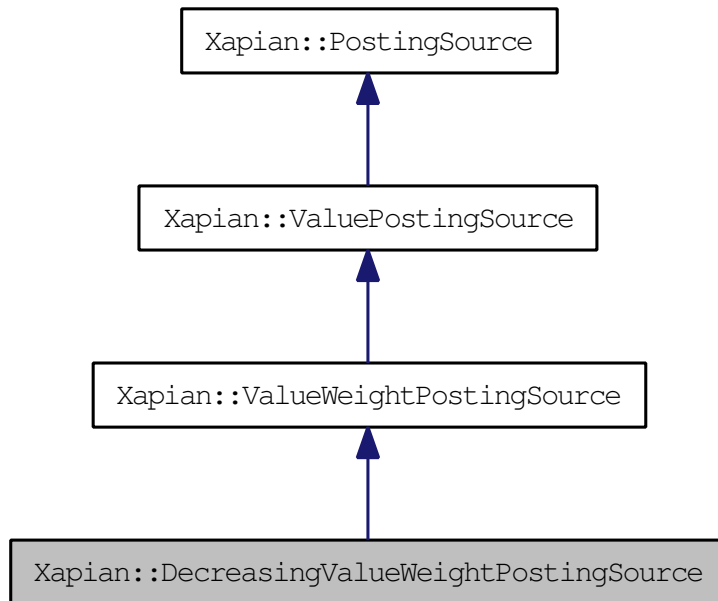 Xapian::PostingSource
Xapian::ValuePostingSource
Xapian::ValueWeightPostingSource
Xapian::DecreasingValueWeightPostingSource